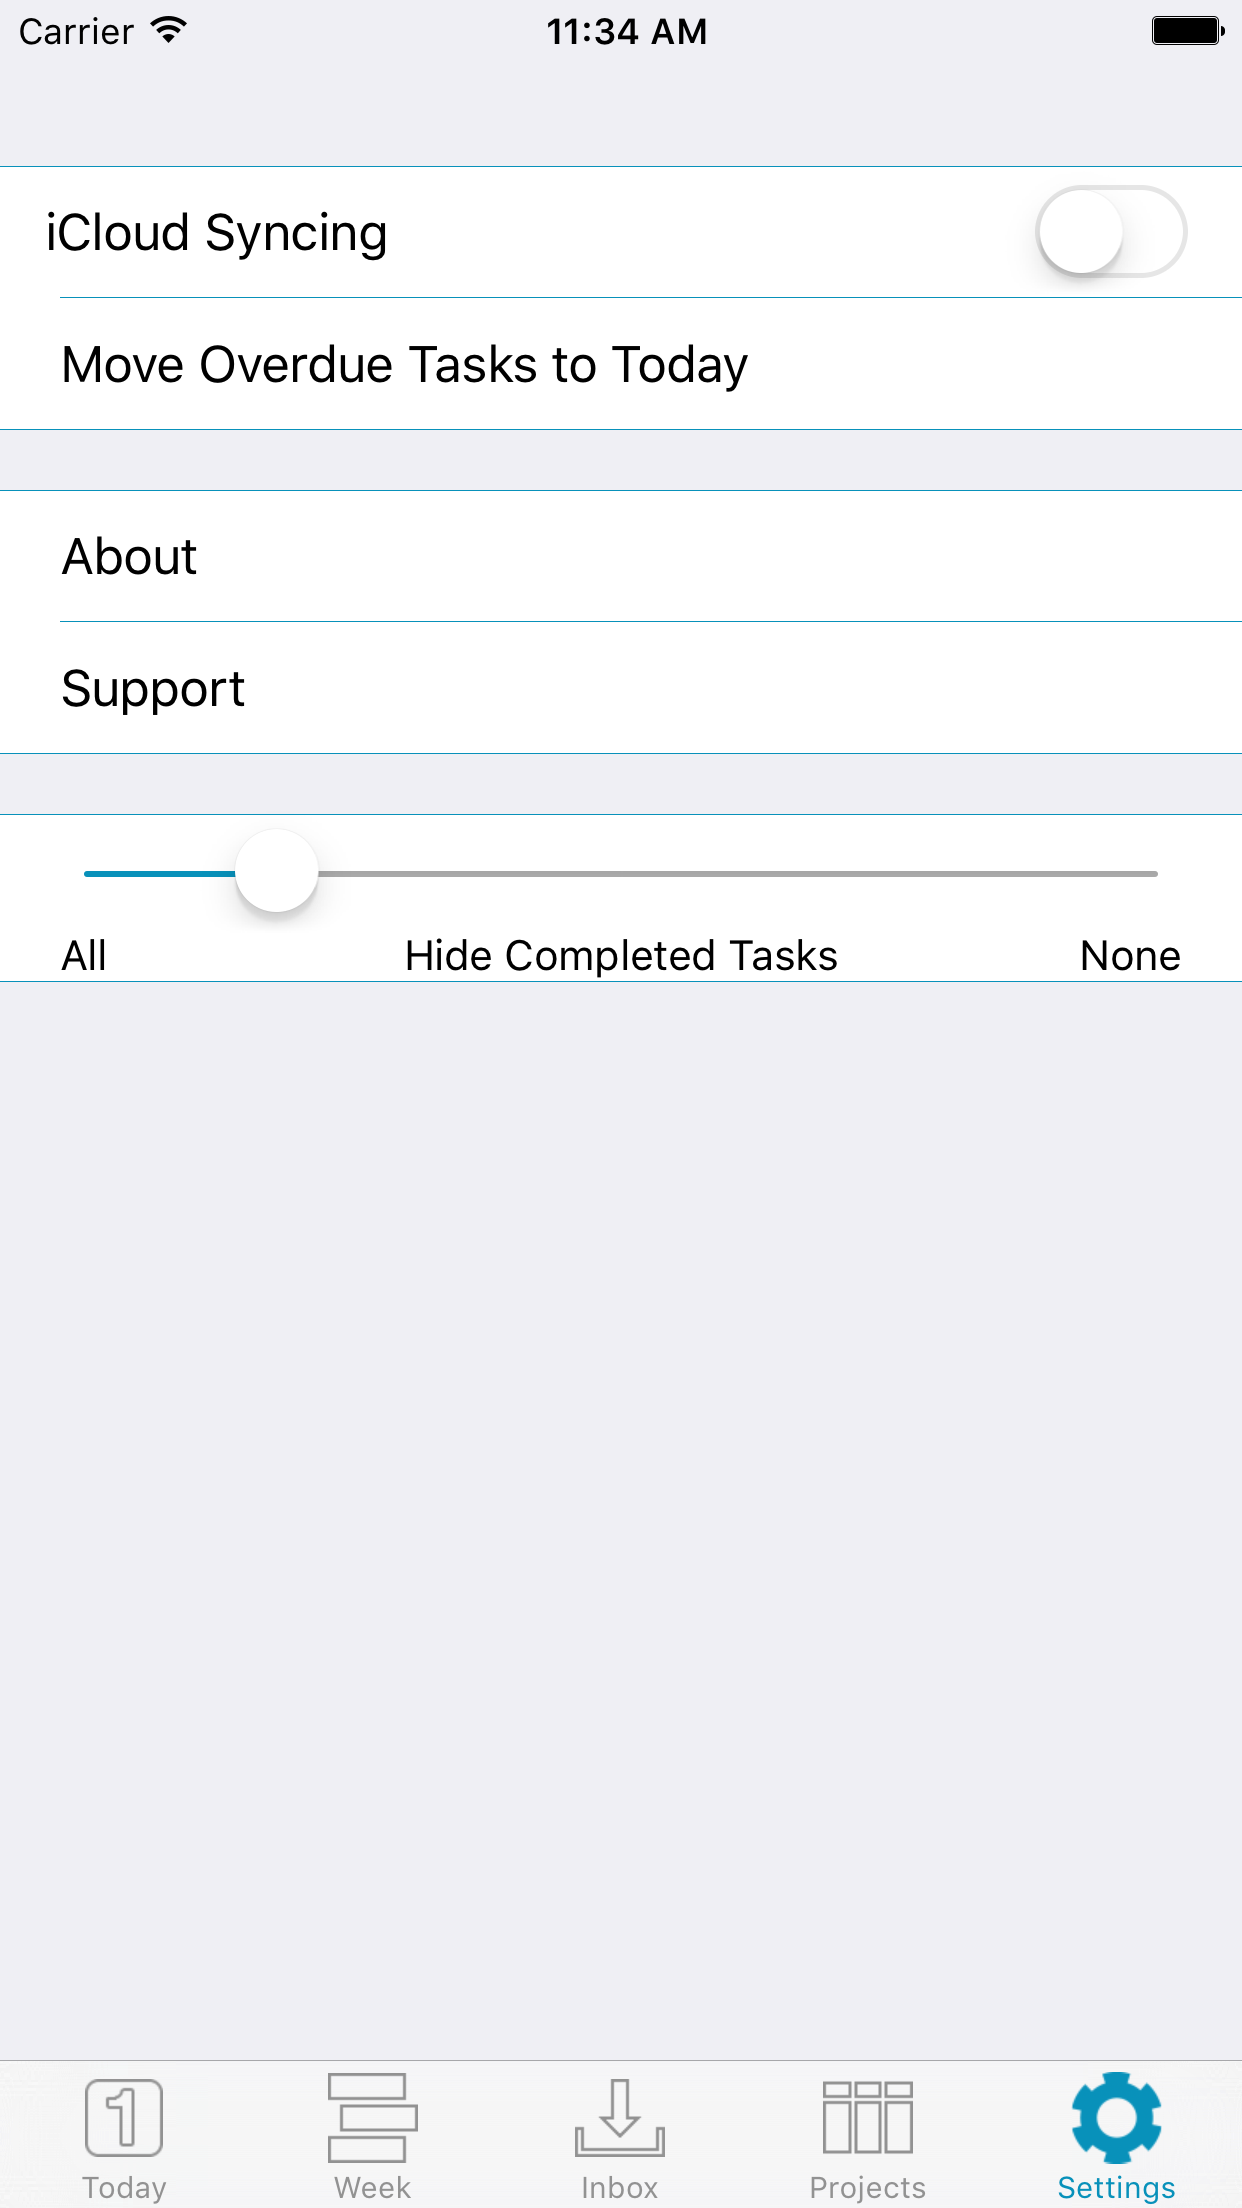 Carrier 11:34 AM
iCloud Syncing
Move Overdue Tasks to Today
About
Support
All Hide Completed Tasks None
1
Today Week Inbox Projects Settings